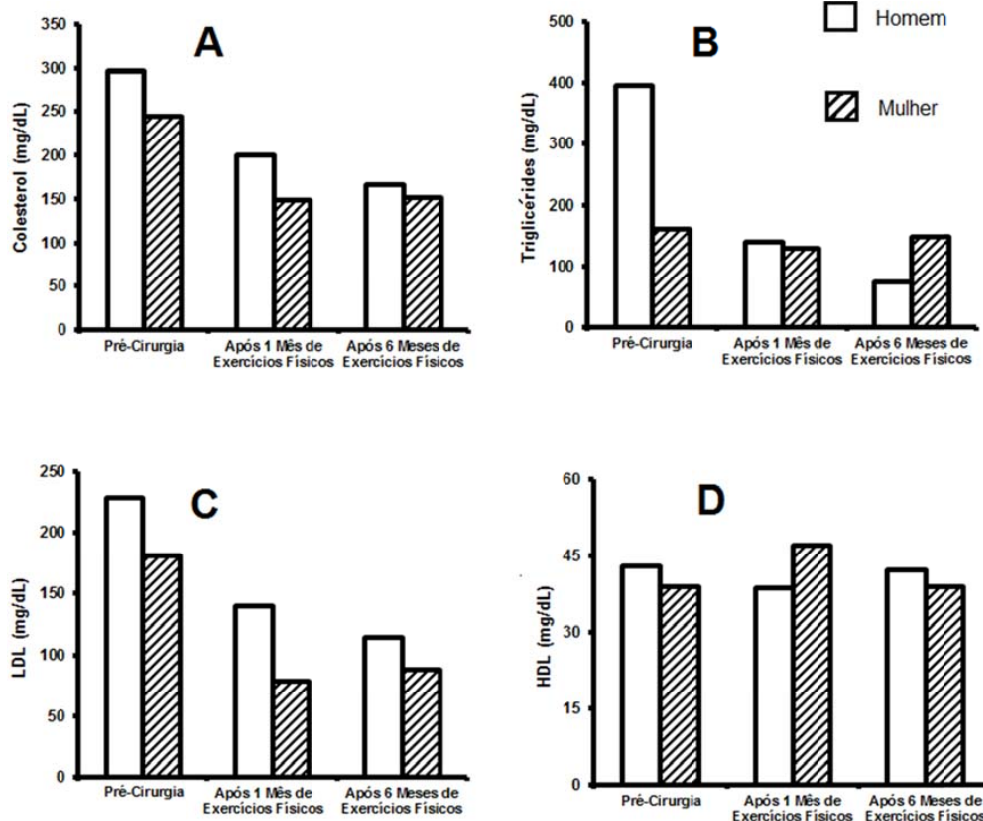 A
Colesterol (mg/dL)
350
300
250
200
150
100
50
0
Pré-Cirurgia
Após 1 Mês de
Exercícios Físicos
Após 6 Meses de
Exercícios Físicos
B
Homem
Mulher
Triglicérides (mg/dL)
500
400
300
200
100
0
Pré-Cirurgia
Após 1 Mês de
Exercícios Físicos
Após 6 Meses de
Exercícios Físicos
C
LDL (mg/dL)
250
200
150
100
50
0
Pré-Cirurgia
Após 1 Mês de
Exercícios Físicos
Após 6 Meses de
Exercícios Físicos
D
HDL (mg/dL)
60
45
30
15
0
Pré-Cirurgia
Após 1 Mês de
Exercícios Físicos
Após 6 Meses de
Exercícios Físicos